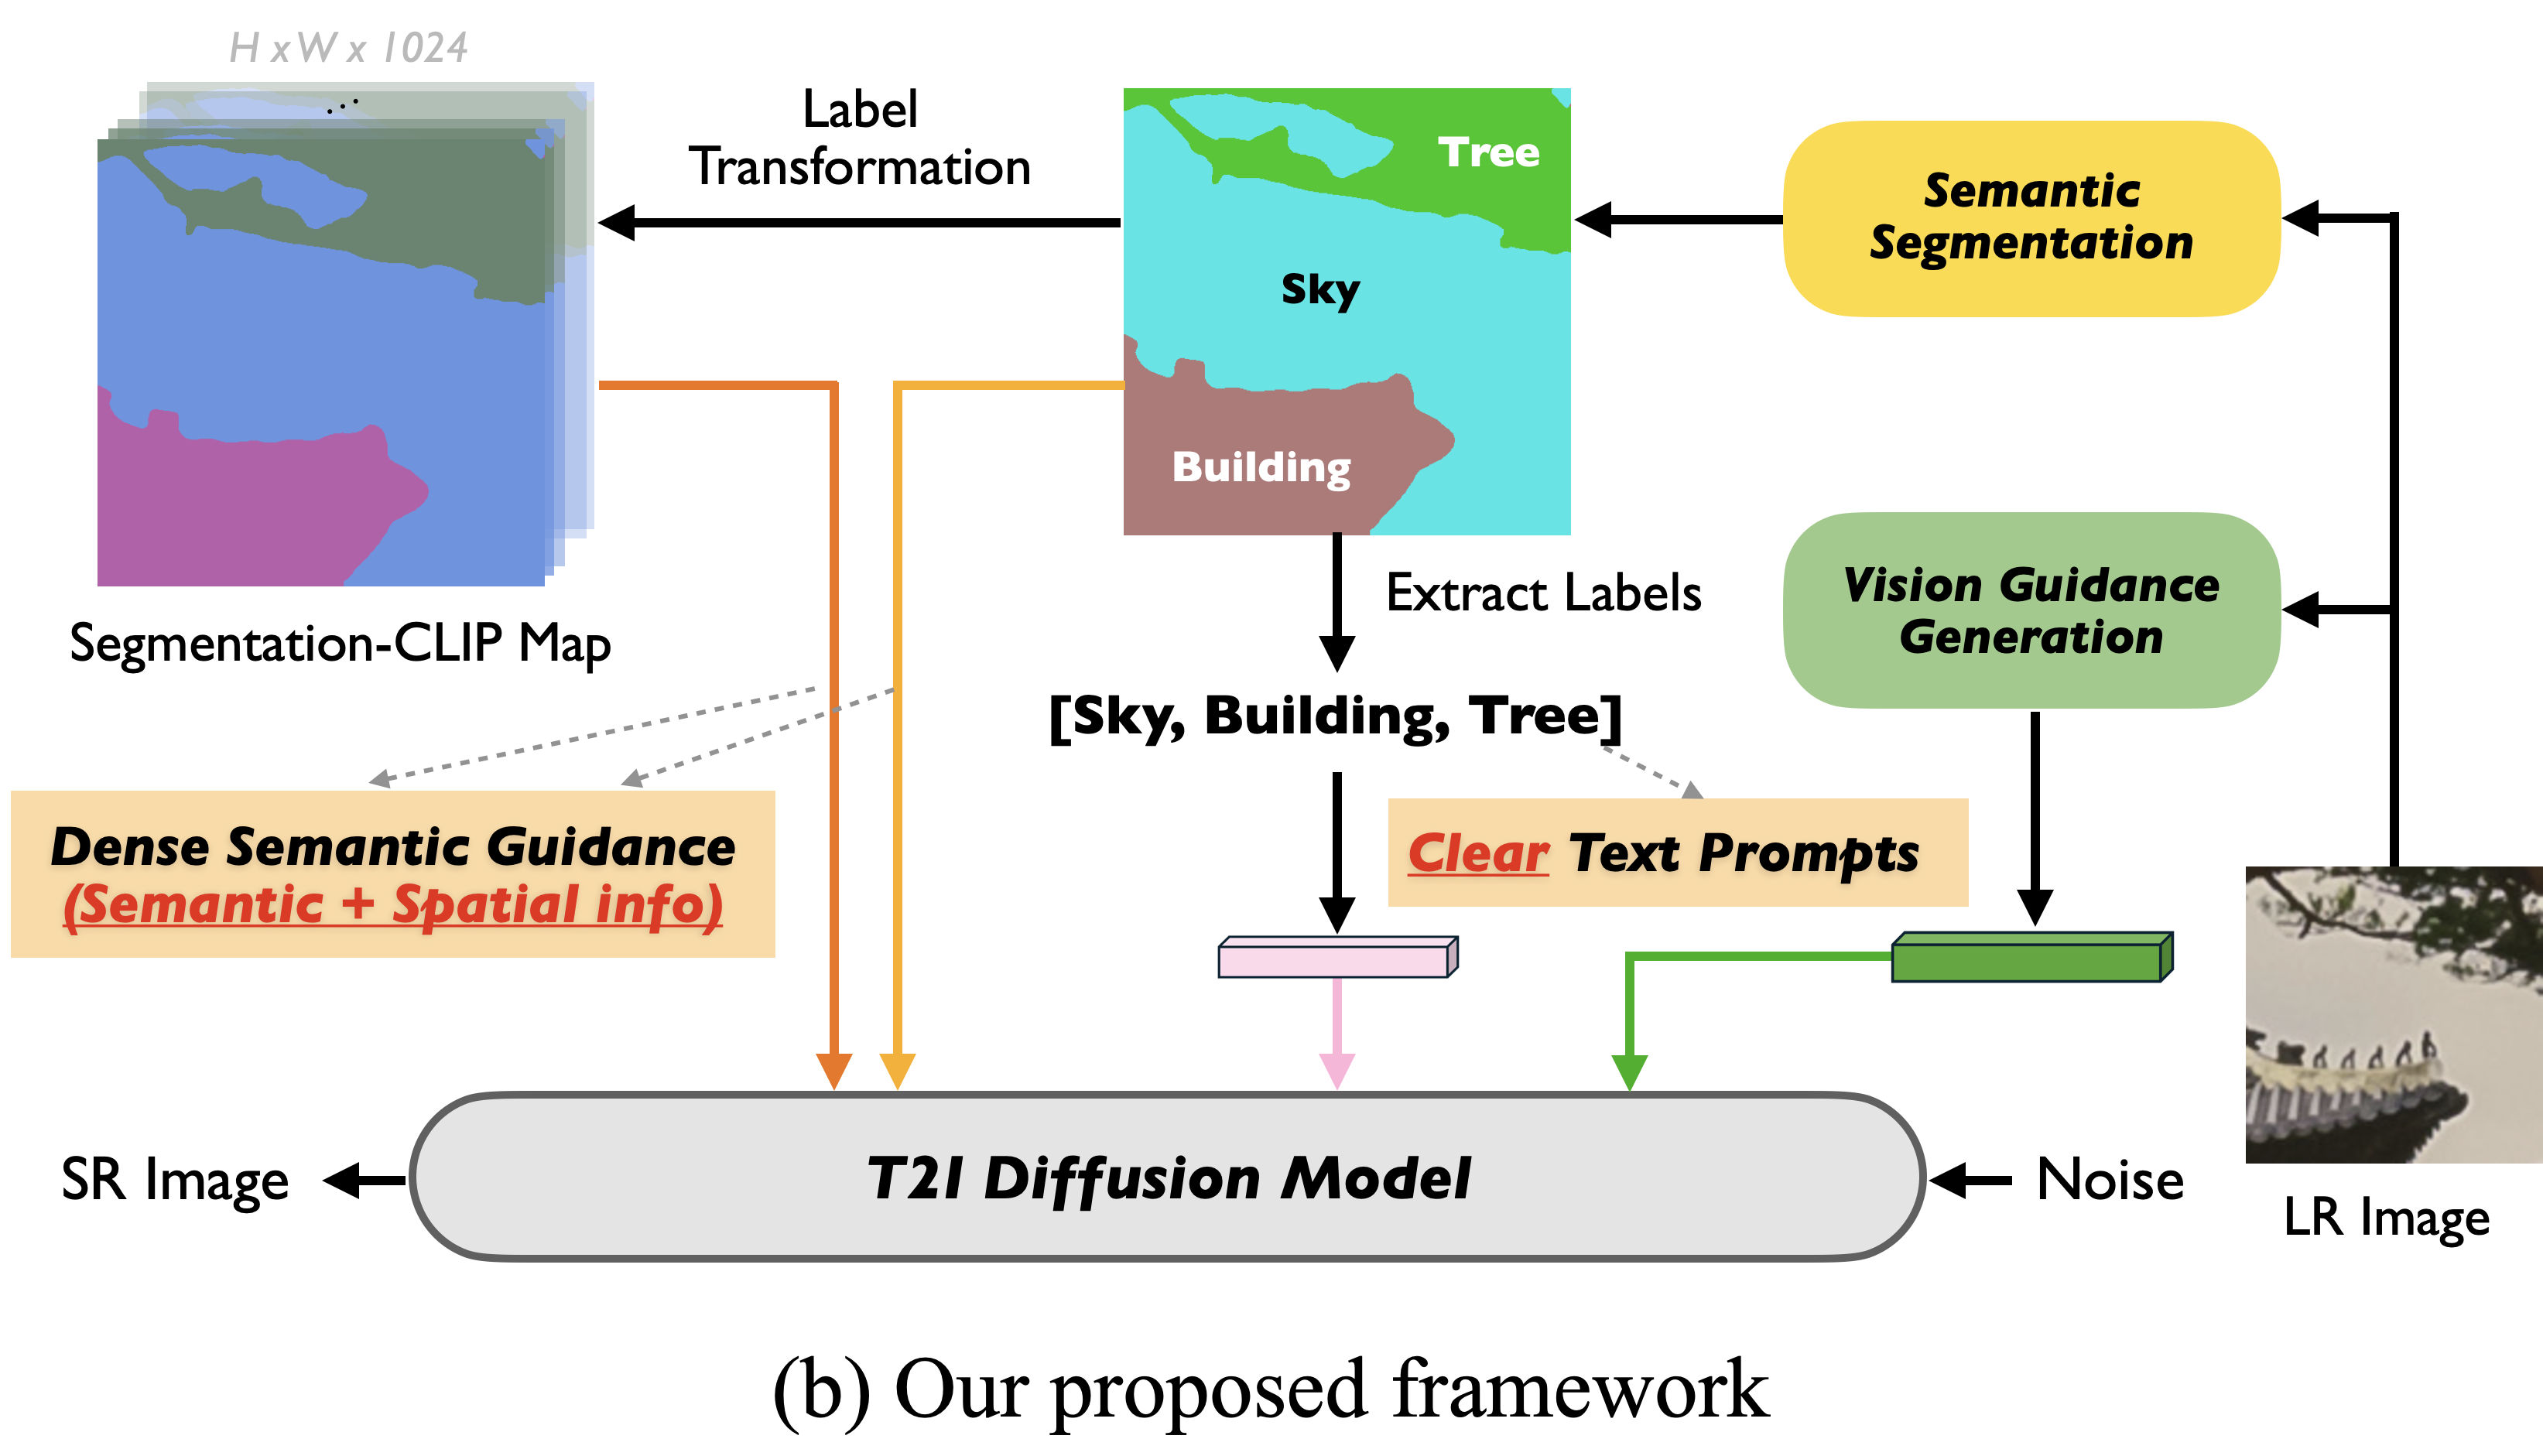 H x W x 1024
Label
Transformation
Tree
Sky
Building
Semantic
Segmentation
Segmentation-CLIP Map
Extract Labels
Vision Guidance
Generation
[Sky, Building, Tree]
Dense Semantic Guidance
(Semantic + Spatial info)
Clear Text Prompts
SR Image
T2I Diffusion Model
Noise
LR Image
(b) Our proposed framework